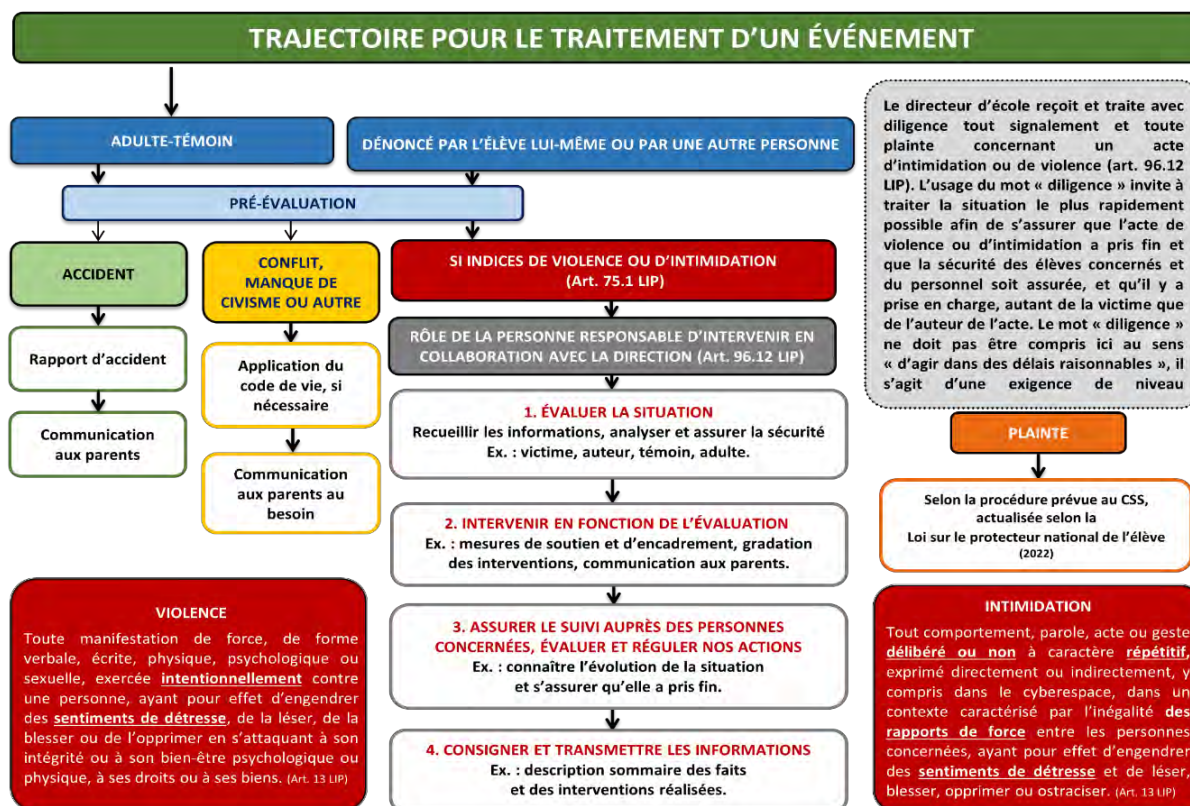 TRAJECTOIRE POUR LE TRAITEMENT D'UN ÉVÉNEMENT
ADULTE-TÉMOIN
DÉNONCÉ PAR L'ÉLÈVE LUI-MÊME OU PAR UNE AUTRE PERSONNE
PRÉ-ÉVALUATION
ACCIDENT
Rapport d'accident
Communication
aux parents
CONFLIT,
MANQUE DE
CIVISME OU AUTRE
Application du
code de vie, si
nécessaire
Communication
aux parents au
besoin
SI INDICES DE VIOLENCE OU D'INTIMIDATION
(Art. 75.1 LIP)
RÔLE DE LA PERSONNE RESPONSABLE D'INTERVENIR EN
COLLABORATION AVEC LA DIRECTION (Art. 96.12 LIP)
1. ÉVALUER LA SITUATION
Recueillir les informations, analyser et assurer la sécurité
Ex. : victime, auteur, témoin, adulte.
2. INTERVENIR EN FONCTION DE L'ÉVALUATION
Ex. : mesures de soutien et d'encadrement, gradation
des interventions, communication aux parents.
3. ASSURER LE SUIVI AUPRÈS DES PERSONNES
CONCERNÉES, ÉVALUER ET RÉGULER NOS ACTIONS
Ex. : connaître l'évolution de la situation
et s'assurer qu'elle a pris fin.
4. CONSIGNER ET TRANSMETTRE LES INFORMATIONS
Ex. : description sommaire des faits
et des interventions réalisées.
Le directeur d'école reçoit et traite avec
diligence tout signalement et toute
plainte concernant un acte
d'intimidation ou de violence (art. 96.12
LIP). L'usage du mot « diligence » invite à
traiter la situation le plus rapidement
possible afin de s'assurer que l'acte de
violence ou d'intimidation a pris fin et
que la sécurité des élèves concernés et
du personnel soit assurée, et qu'il y a
prise en charge, autant de la victime que
de l'auteur de l'acte. Le mot « diligence »
ne doit pas être compris ici au sens
« d'agir dans des délais raisonnables », il
s'agit d'une exigence de niveau
PLAINTE
Selon la procédure prévue au CSS,
actualisée selon la
Loi sur le protecteur national de l'élève
(2022)
VIOLENCE
Toute manifestation de force, de forme
verbale, écrite, physique, psychologique ou
sexuelle, exercée intentionnellement contre
une personne, ayant pour effet d'engendrer
des sentiments de détresse, de la léser, de la
blesser ou de l'opprimer en s'attaquant à son
intégrité ou à son bien-être psychologique ou
physique, à ses droits ou à ses biens. (Art. 13 LIP)
INTIMIDATION
Tout comportement, parole, acte ou geste
délibéré ou non à caractère répétitif,
exprimé directement ou indirectement, y
compris dans le cyberespace, dans un
contexte caractérisé par l'inégalité des
rapports de force entre les personnes
concernées, ayant pour effet d'engendrer
des sentiments de détresse et de léser,
blesser, opprimer ou ostraciser. (Art. 13 LIP)